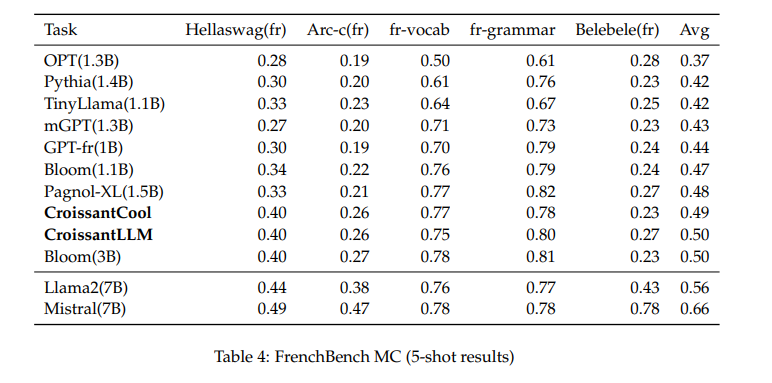 Task Hellaswag(fr) Arc-c(fr) fr-vocab fr-grammar Belebele(fr) Avg
OPT(1.3B) 0.28 0.19 0.50 0.61 0.28 0.37
Pythia(1.4B) 0.30 0.20 0.61 0.76 0.23 0.42
TinyLlama(1.1B) 0.33 0.23 0.64 0.67 0.25 0.42
mGPT(1.3B) 0.27 0.20 0.71 0.73 0.23 0.43
GPT-fr(1B) 0.30 0.19 0.70 0.79 0.24 0.44
Bloom(1.1B) 0.34 0.22 0.76 0.79 0.24 0.47
Pagnol-XL(1.5B) 0.33 0.21 0.77 0.82 0.27 0.48
CroissantCool 0.40 0.26 0.77 0.78 0.23 0.49
CroissantLLM 0.40 0.26 0.75 0.80 0.27 0.50
Bloom(3B) 0.40 0.27 0.78 0.81 0.23 0.50
Llama2(7B) 0.44 0.38 0.76 0.77 0.43 0.56
Mistral(7B) 0.49 0.47 0.78 0.78 0.78 0.66
Table 4: FrenchBench MC (5-shot results)